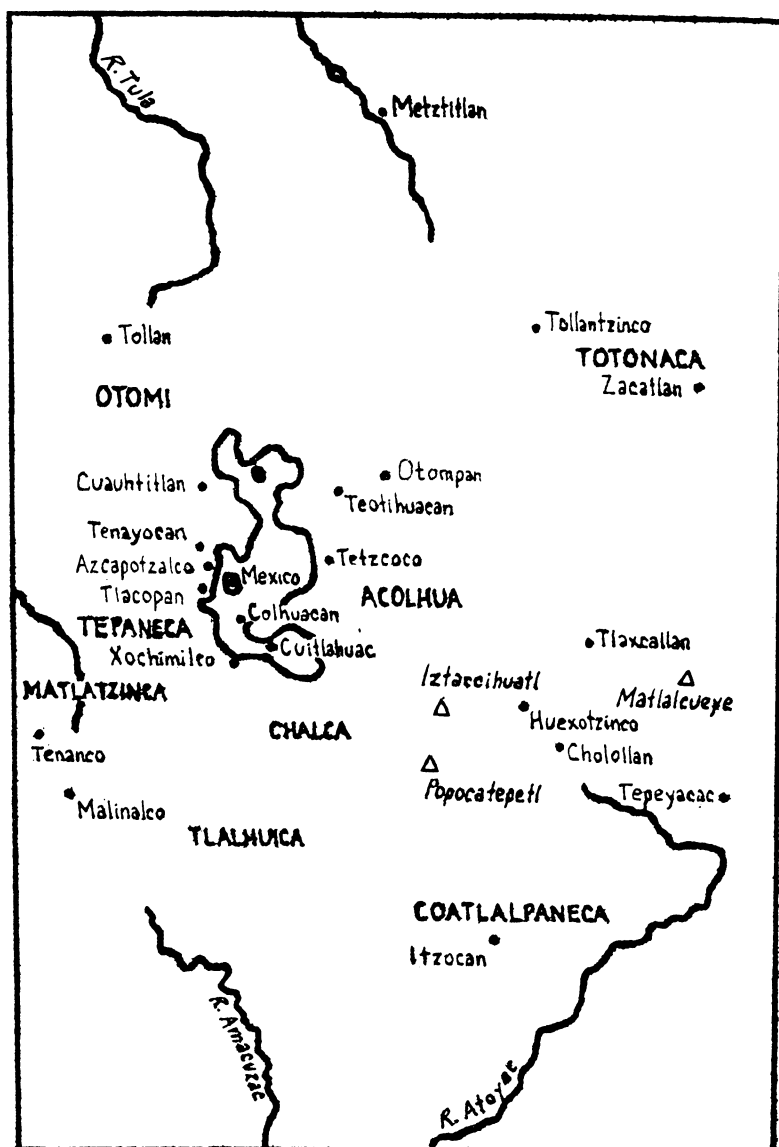 R. Tula
Metztitlan
Tollan
Tollantzinco
TOTONACA
Zacatlan
OTOMI
Cuauhtitlan
Otompan
Teotihuacan
Tenayocan
Azcapotzalco
Tetzcoco
Mexico
Tlacopan
ACOLHUA
Colhuacan
TEPANECA
Cuitlahuac
Xochimilco
Tlaxcallan
Iztaccihuatl
MATLATZINCA
Matlalcueye
Huexotzinco
CHALCA
Tenanco
Cholollan
Popocatepetl
Tepeyacac
Malinalco
TLALHUICA
COATLALPANECA
Itzocan
R. Amacuzac
R. Atoyac